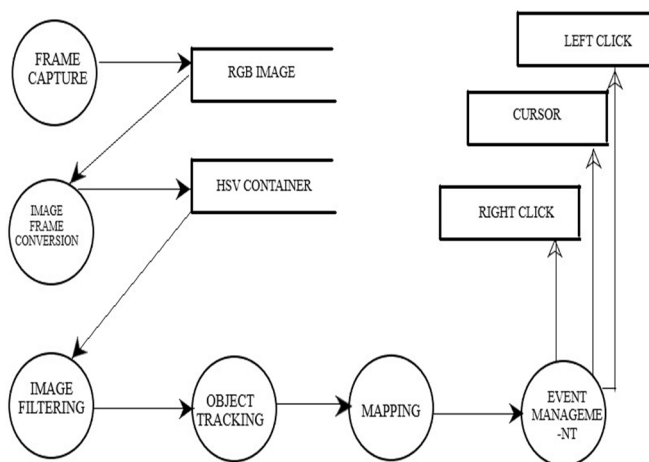 FRAME
CAPTURE
RGB IMAGE
LEFT CLICK
CURSOR
IMAGE
FRAME
CONVERSION
HSV CONTAINER
RIGHT CLICK
IMAGE
FILTERING
OBJECT
TRACKING
MAPPING
EVENT
MANAGEME
-NT